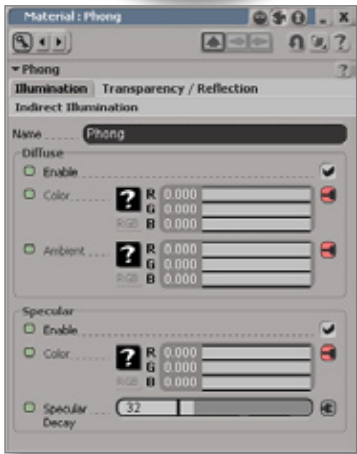 Material : Phong
Phong
Illumination Transparency / Reflection
Indirect Illumination
Name Phong
Diffuse
Enable
Color ? R 0.000
G 0.000
RGB B 0.000
Ambient ? R 0.000
G 0.000
RGB B 0.000
Specular
Enable
Color ? R 0.000
G 0.000
RGB B 0.000
Specular 32
Decay